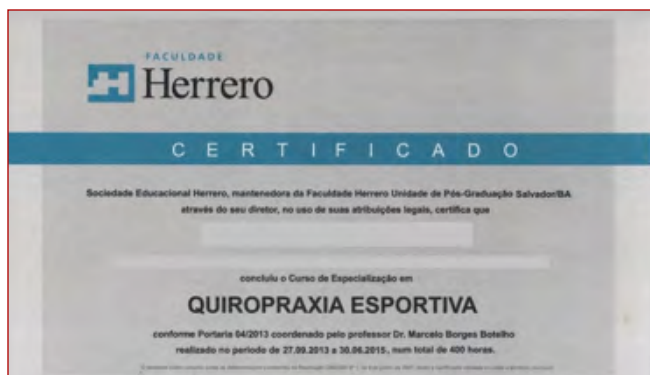 FACULDADE
Herrero
CERTIFICADO
Sociedade Educacional Herrero, mantenedora da Faculdade Herrero Unidade de Pós-Graduação Salvador/BA
através do seu diretor, no uso de suas atribuições legais, certifica que
concluiu o Curso de Especialização em
QUIROPRAXIA ESPORTIVA
conforme Portaria 04/2013 coordenado pelo professor Dr. Marcelo Borges Botelho
realizado no período de 27.09.2013 a 30.06.2015, num total de 400 horas.